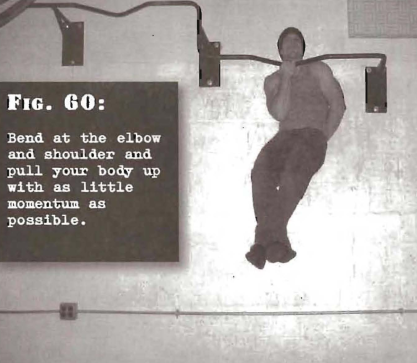 FIG. 60:
Bend at the elbow
and shoulder and
pull your body up
with as little
momentum as
possible.